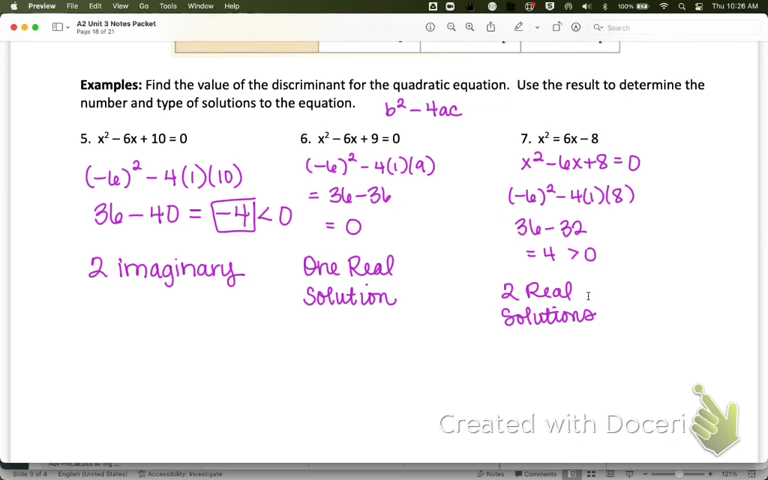 Preview File Edit View Go Tools Window Help 100% Thu 10:26 AM
A2 Unit 3 Notes Packet
Page 18 of 21
Search
Examples: Find the value of the discriminant for the quadratic equation. Use the result to determine the
number and type of solutions to the equation. b² − 4ac
5. x² − 6x + 10 = 0 6. x² − 6x + 9 = 0 7. x² = 6x − 8
(−6)² − 4(1)(10) (−6)² − 4(1)(9) x² − 6x + 8 = 0
36 − 40 = −4 < 0 = 36 − 36 (−6)² − 4(1)(8)
= 0 36 − 32
= 4 > 0
2 imaginary One Real 2 Real
Solution Solutions
Created with Doceri
Slide 3 of 4 English (United States) Accessibility: Investigate Notes Comments 121%